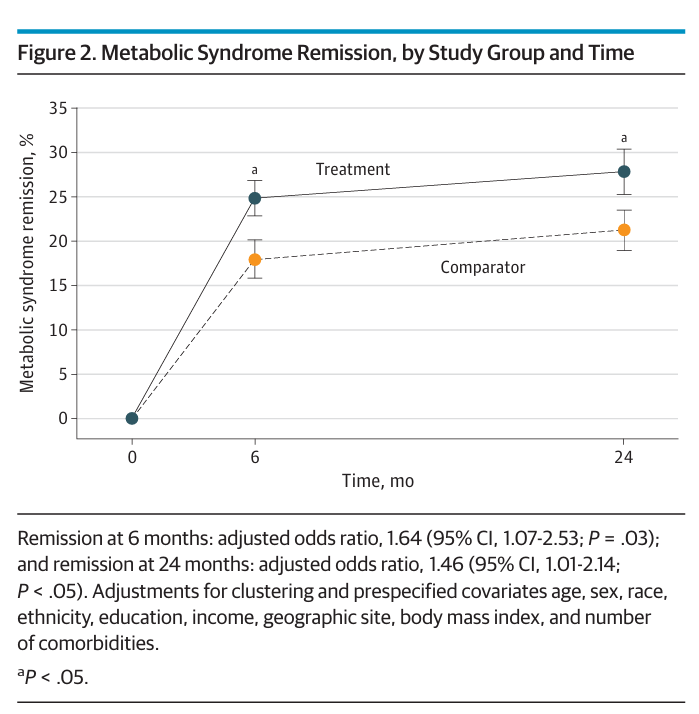 Figure 2. Metabolic Syndrome Remission, by Study Group and Time
Metabolic syndrome remission, %
35
30
25
20
15
10
5
0
a
Treatment
a
Comparator
0
6
24
Time, mo
Remission at 6 months: adjusted odds ratio, 1.64 (95% CI, 1.07-2.53; P = .03);
and remission at 24 months: adjusted odds ratio, 1.46 (95% CI, 1.01-2.14;
P < .05). Adjustments for clustering and prespecified covariates age, sex, race,
ethnicity, education, income, geographic site, body mass index, and number
of comorbidities.
aP < .05.